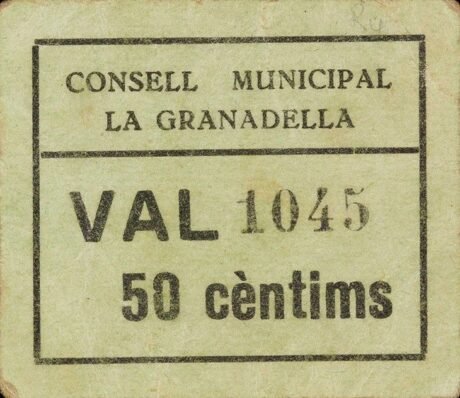 CONSELL MUNICIPAL
LA GRANADELLA
VAL 1045
50 cèntims